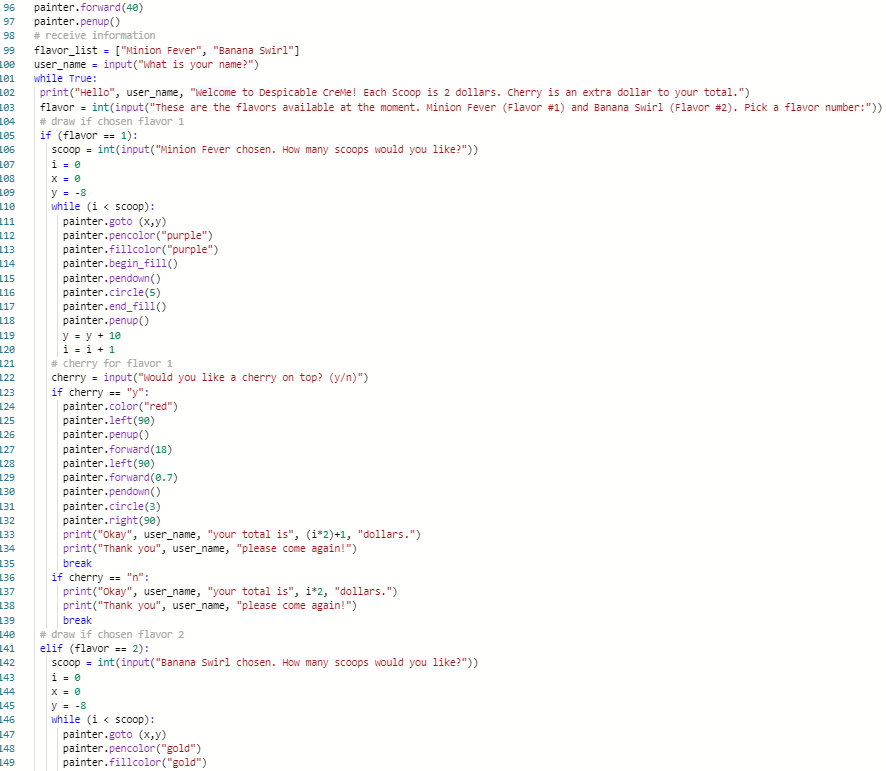 96 painter.forward(40)
97 painter.penup()
98 # receive information
99 flavor_list = ["Minion Fever", "Banana Swirl"]
100 user_name = input("What is your name?")
101 while True:
102 print("Hello", user_name, "Welcome to Despicable CreMe! Each Scoop is 2 dollars. Cherry is an extra dollar to your total.")
103 flavor = int(input("These are the flavors available at the moment. Minion Fever (Flavor #1) and Banana Swirl (Flavor #2). Pick a flavor number:"))
104 # draw if chosen flavor 1
105 if (flavor == 1):
106 scoop = int(input("Minion Fever chosen. How many scoops would you like?"))
107 i = 0
108 x = 0
109 y = -8
110 while (i < scoop):
111 painter.goto (x,y)
112 painter.pencolor("purple")
113 painter.fillcolor("purple")
114 painter.begin_fill()
115 painter.pendown()
116 painter.circle(5)
117 painter.end_fill()
118 painter.penup()
119 y = y + 10
120 i = i + 1
121 # cherry for flavor 1
122 cherry = input("Would you like a cherry on top? (y/n)")
123 if cherry == "y":
124 painter.color("red")
125 painter.left(90)
126 painter.penup()
127 painter.forward(18)
128 painter.left(90)
129 painter.forward(0.7)
130 painter.pendown()
131 painter.circle(3)
132 painter.right(90)
133 print("Okay", user_name, "your total is", (i*2)+1, "dollars.")
134 print("Thank you", user_name, "please come again!")
135 break
136 if cherry == "n":
137 print("Okay", user_name, "your total is", i*2, "dollars.")
138 print("Thank you", user_name, "please come again!")
139 break
140 # draw if chosen flavor 2
141 elif (flavor == 2):
142 scoop = int(input("Banana Swirl chosen. How many scoops would you like?"))
143 i = 0
144 x = 0
145 y = -8
146 while (i < scoop):
147 painter.goto (x,y)
148 painter.pencolor("gold")
149 painter.fillcolor("gold")